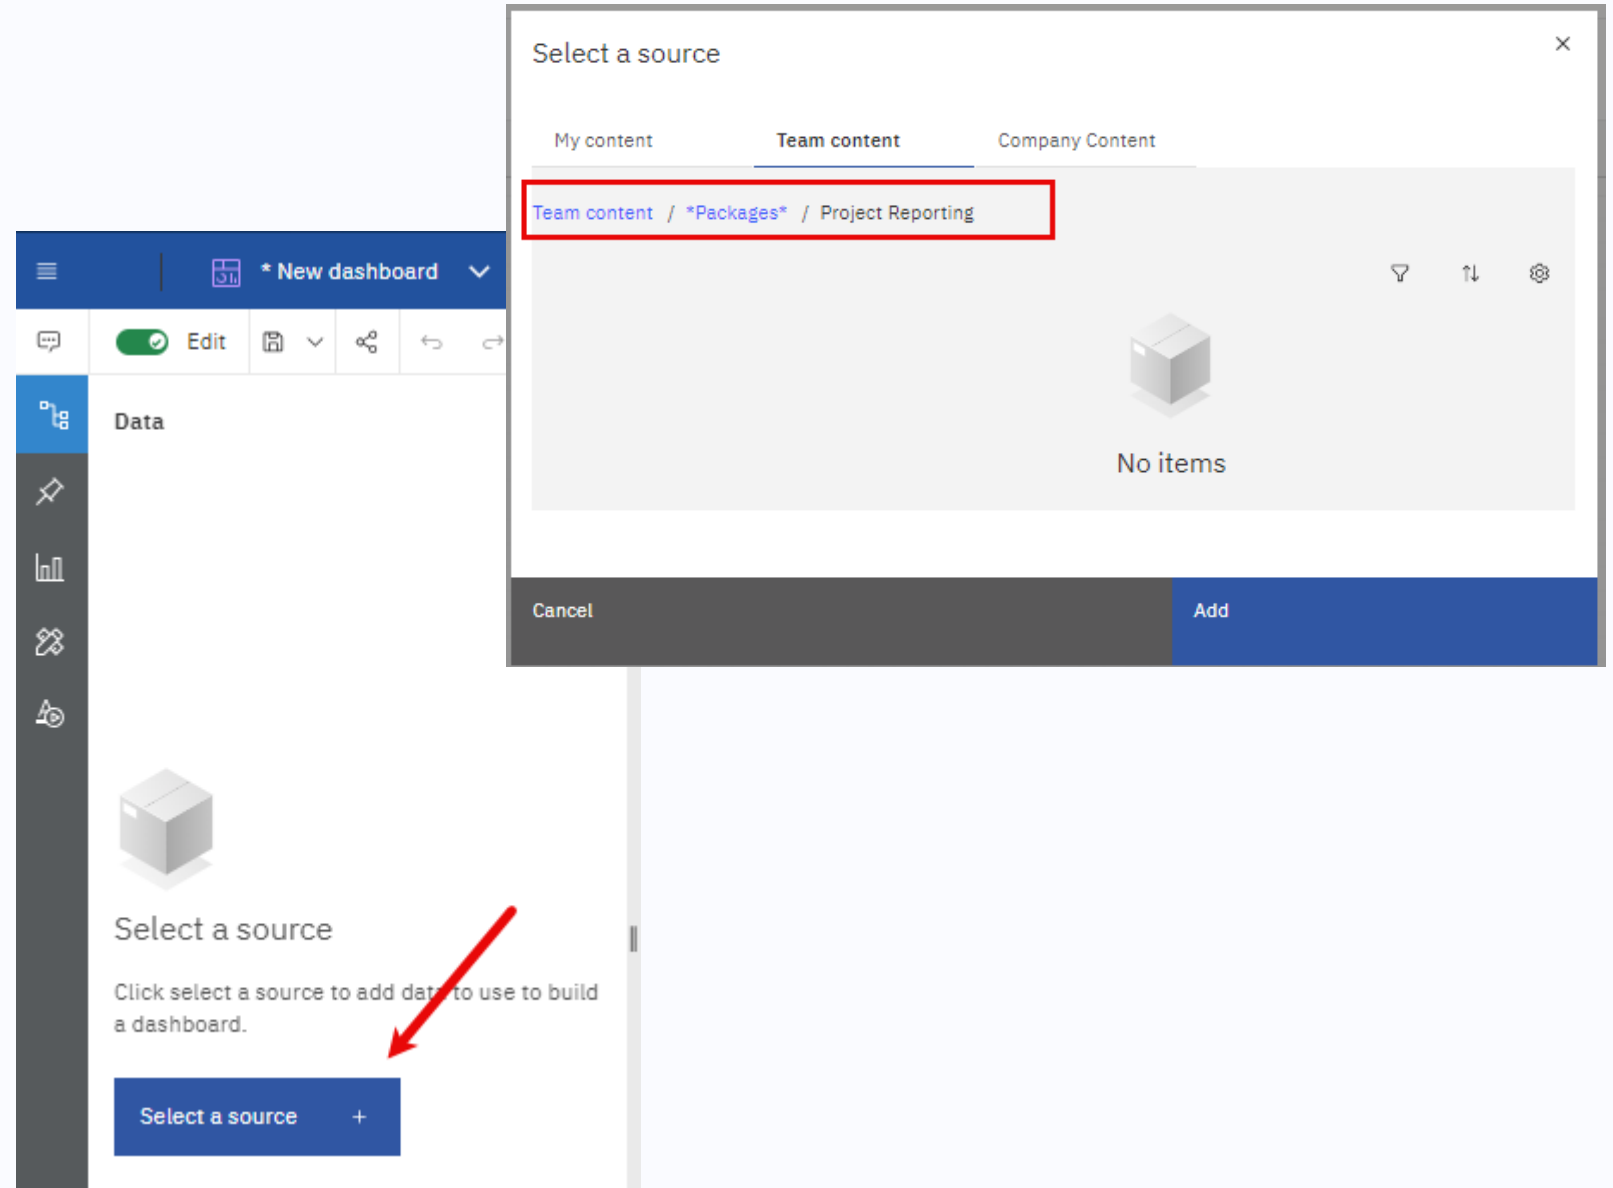 Select a source
My content
Team content
Company Content
Team content / *Packages* / Project Reporting
No items
Cancel
Add
* New dashboard
Edit
Data
Select a source
Click select a source to add data to use to build
a dashboard.
Select a source +